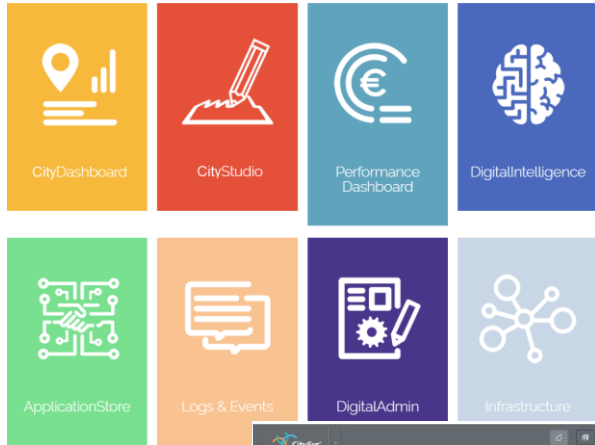 CityDashboard
CityStudio
Performance
Dashboard
DigitalIntelligence
ApplicationStore
Logs & Events
DigitalAdmin
Infrastructure